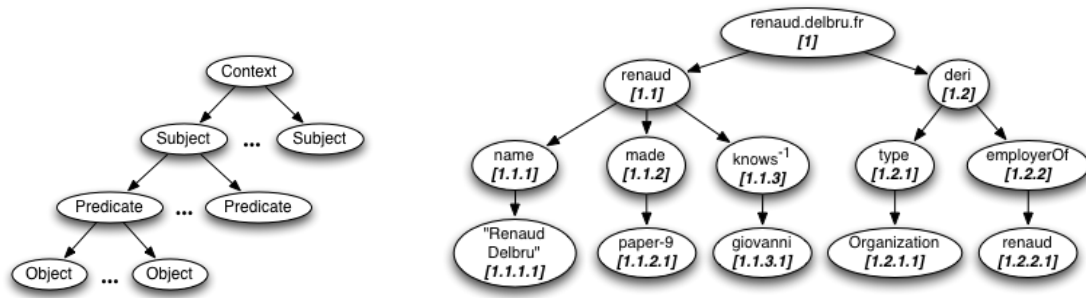 Context
Subject ... Subject
Predicate ... Predicate
Object ... Object
renaud.delbru.fr
[1]
renaud
[1.1]
deri
[1.2]
name
[1.1.1]
made
[1.1.2]
knows⁻¹
[1.1.3]
type
[1.2.1]
employerOf
[1.2.2]
"Renaud
Delbru"
[1.1.1.1]
paper-9
[1.1.2.1]
giovanni
[1.1.3.1]
Organization
[1.2.1.1]
renaud
[1.2.2.1]